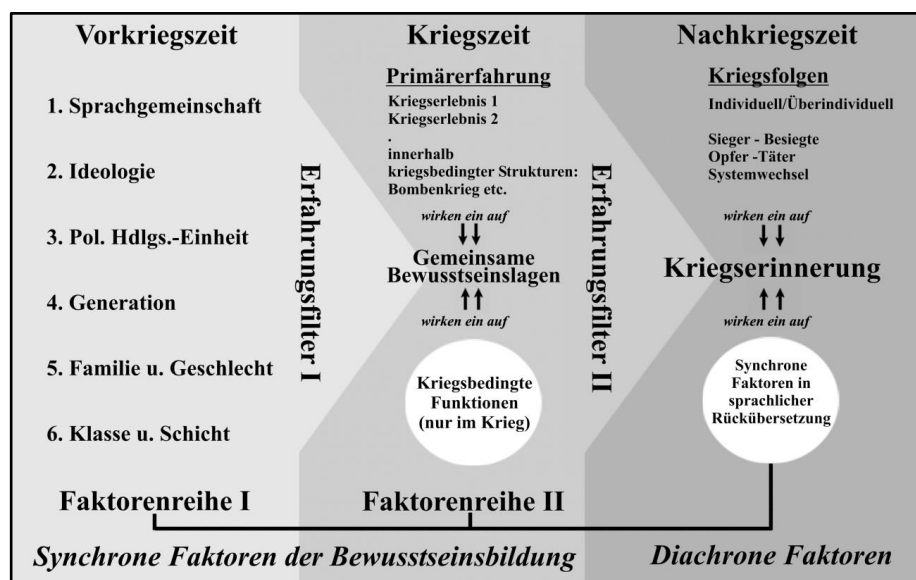 Vorkriegszeit
1. Sprachgemeinschaft
2. Ideologie
3. Pol. Hdlgs.-Einheit
4. Generation
5. Familie u. Geschlecht
6. Klasse u. Schicht
Faktorenreihe I
Erfahrungsfilter I
Kriegszeit
Primärerfahrung
Kriegserlebnis 1
Kriegserlebnis 2
.
innerhalb
kriegsbedingter Strukturen:
Bombenkrieg etc.
wirken ein auf
Gemeinsame
Bewusstseinslagen
wirken ein auf
Kriegsbedingte
Funktionen
(nur im Krieg)
Faktorenreihe II
Erfahrungsfilter II
Nachkriegszeit
Kriegsfolgen
Individuell/Überindividuell
Sieger - Besiegte
Opfer -Täter
Systemwechsel
wirken ein auf
Kriegserinnerung
wirken ein auf
Synchrone
Faktoren in
sprachlicher
Rückübersetzung
Synchrone Faktoren der Bewusstseinsbildung
Diachrone Faktoren